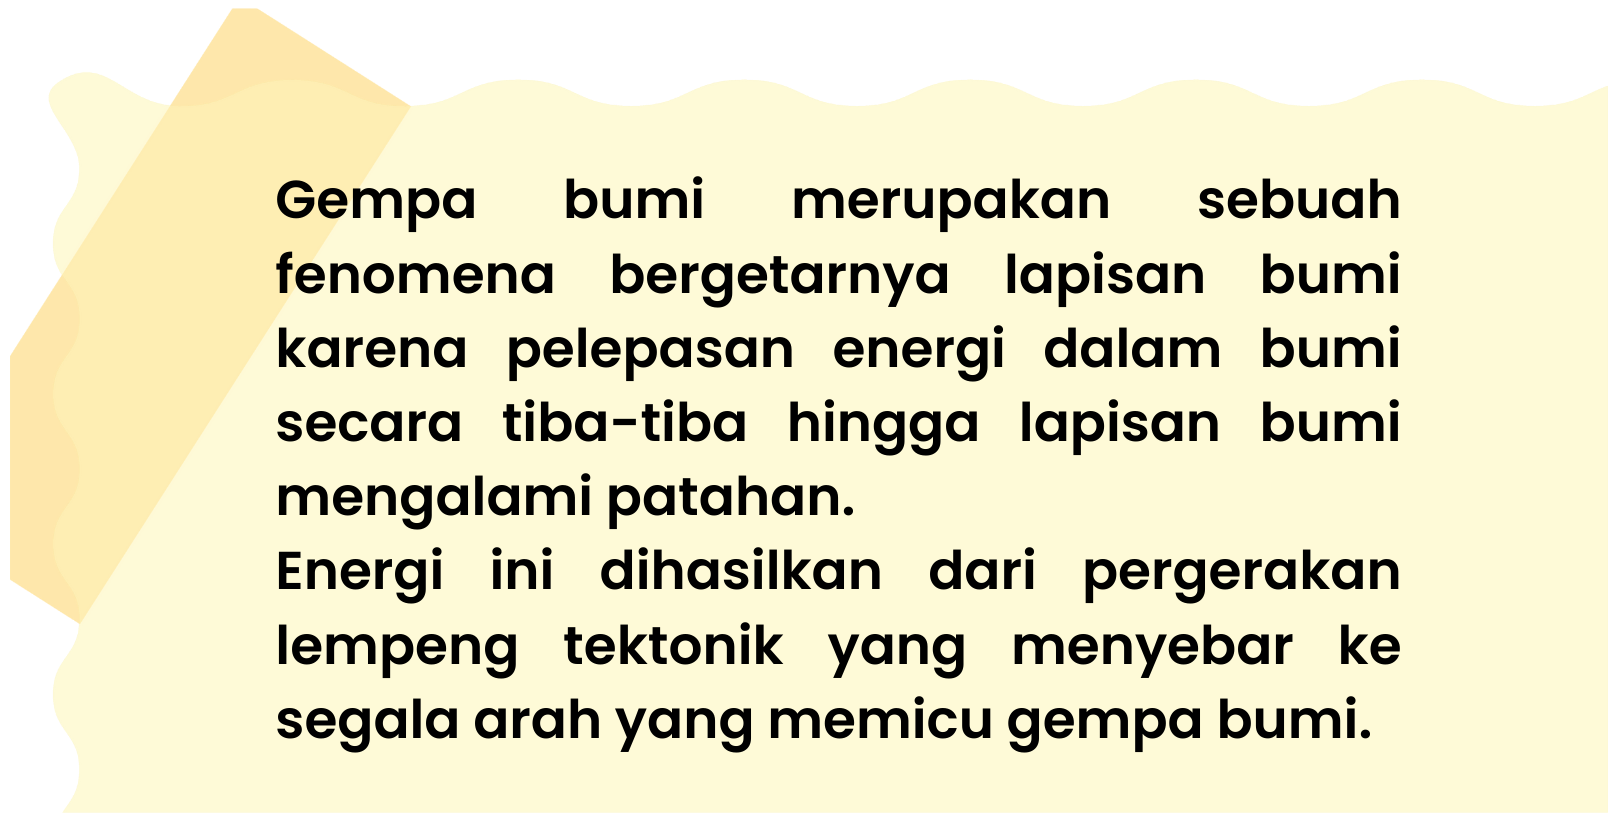 Gempa bumi merupakan sebuah
fenomena bergetarnya lapisan bumi
karena pelepasan energi dalam bumi
secara tiba-tiba hingga lapisan bumi
mengalami patahan.
Energi ini dihasilkan dari pergerakan
lempeng tektonik yang menyebar ke
segala arah yang memicu gempa bumi.